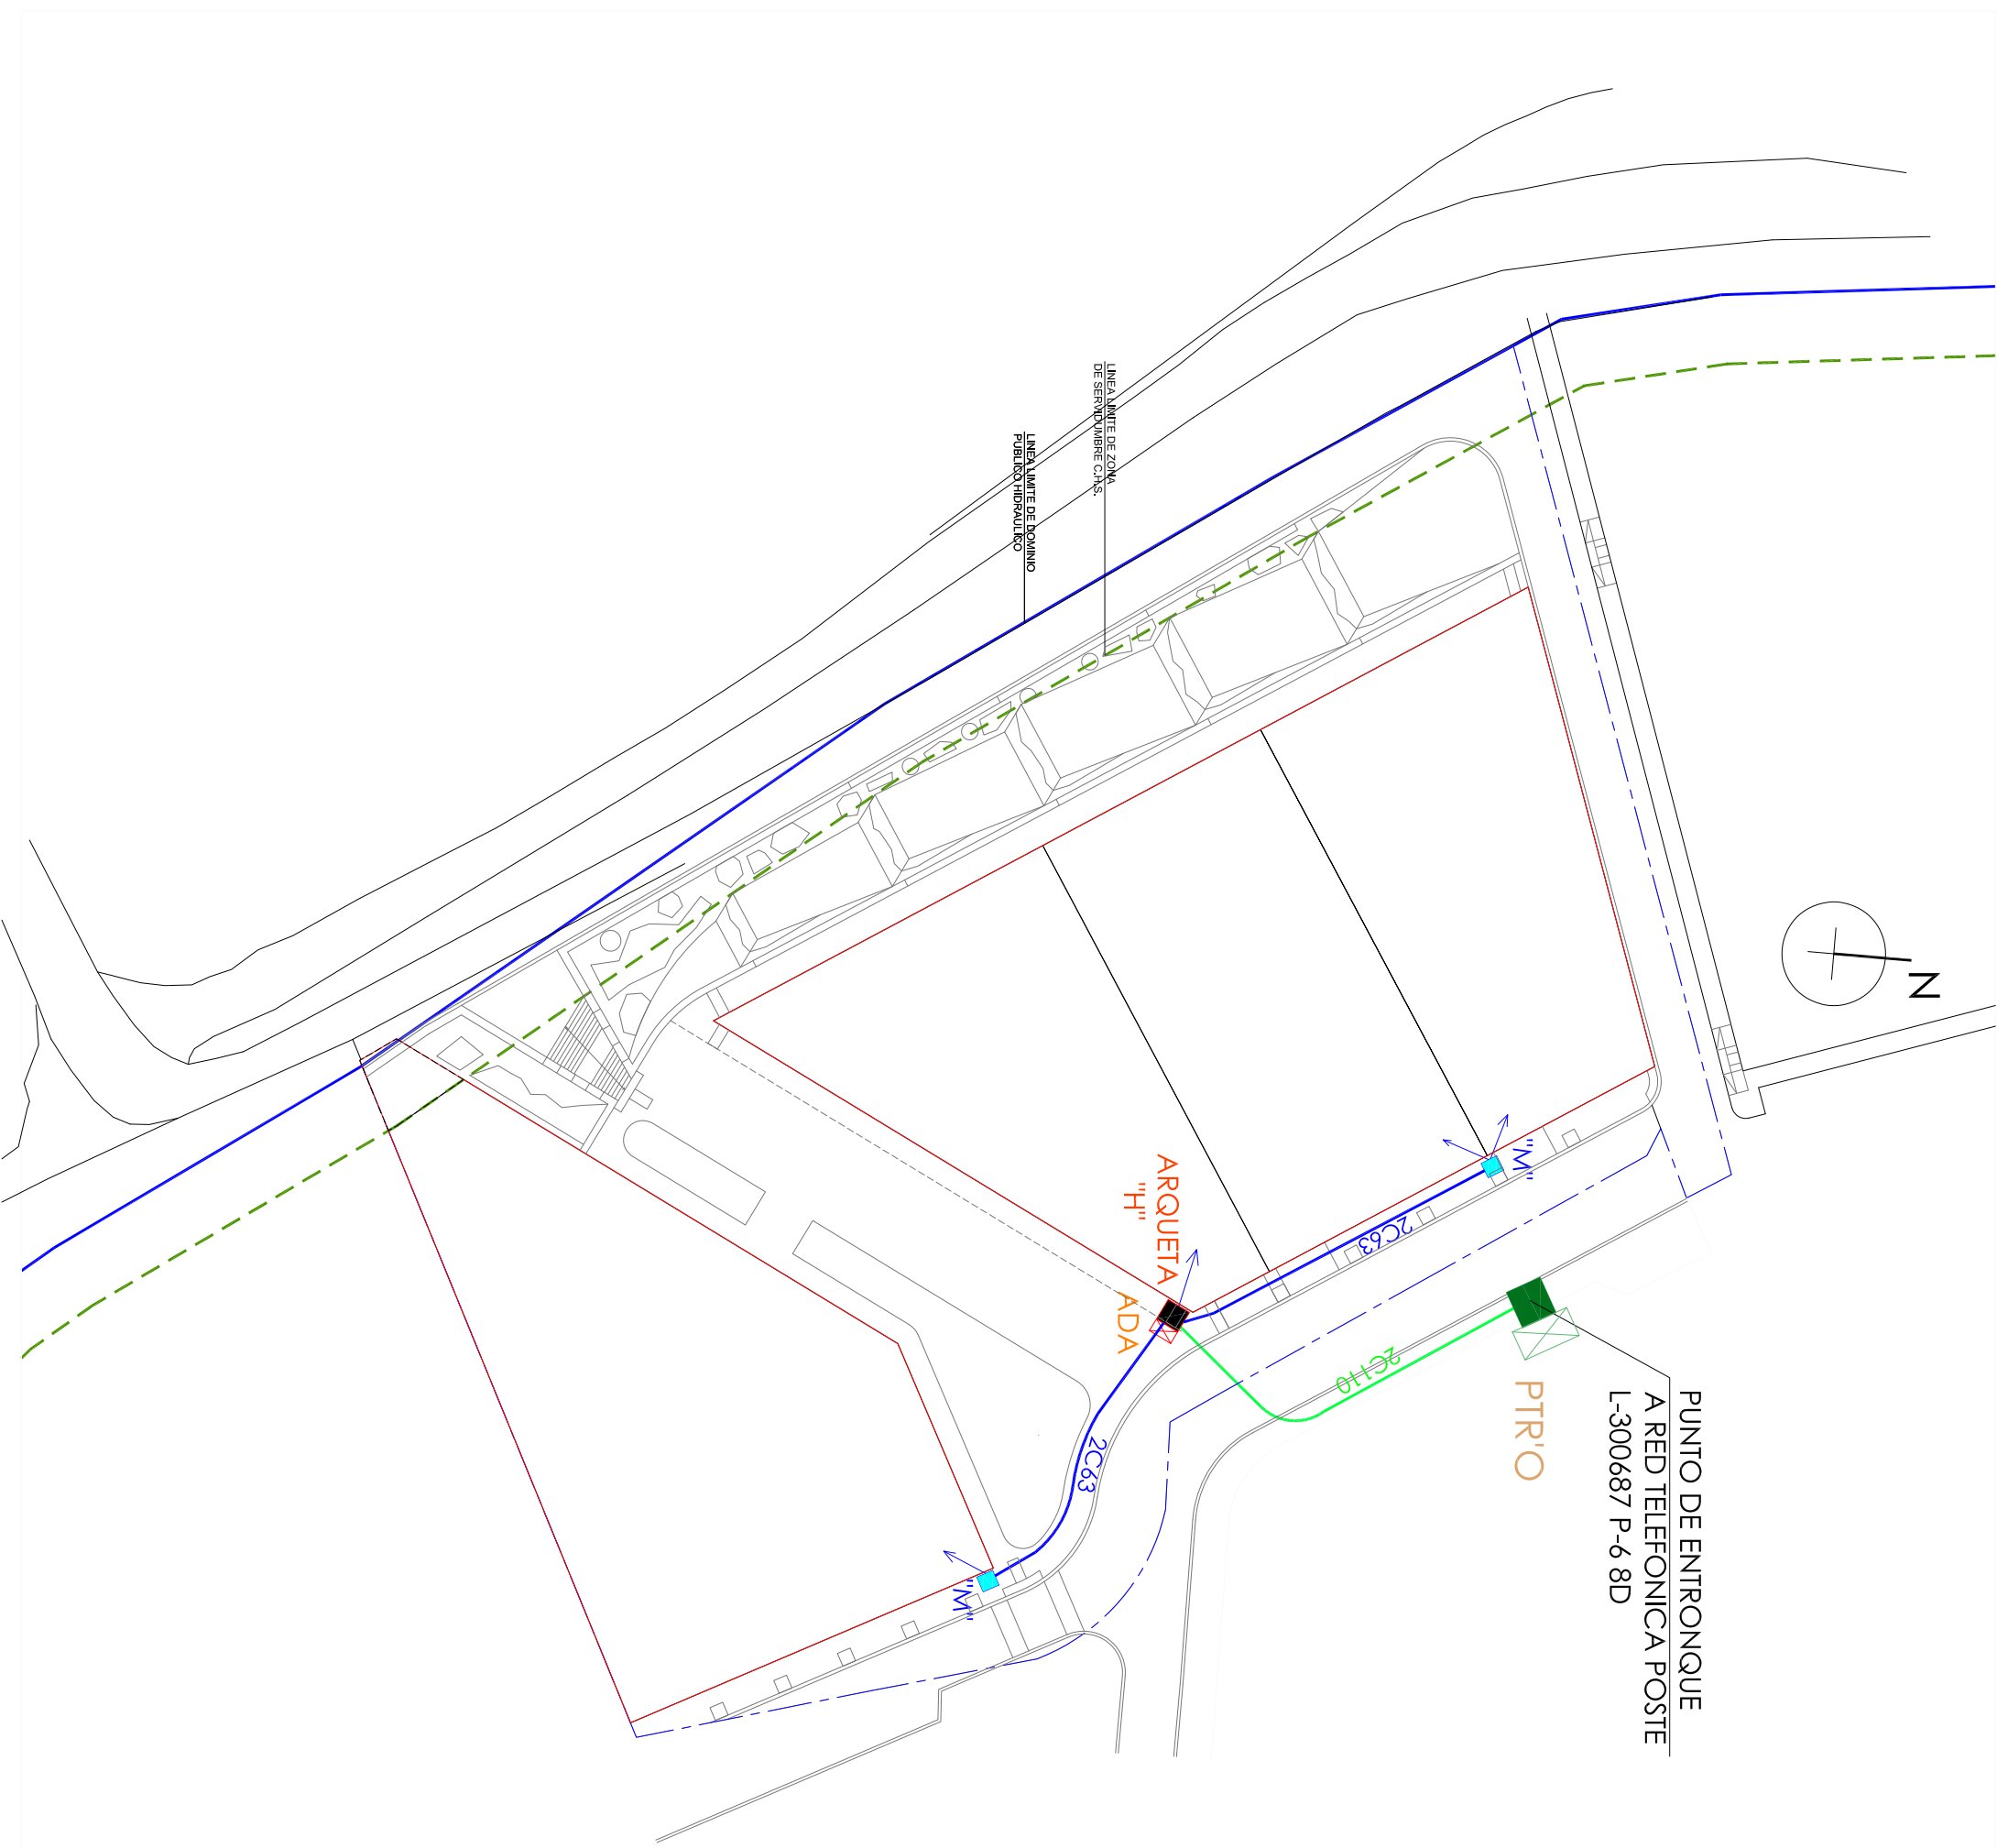 LINEA LIMITE DE ZONA
DE SERVIDUMBRE C.H.S.
LINEA LIMITE DE DOMINIO
PUBLICO HIDRAULICO
N
"M"
2C63
ARQUETA
"H"
ADA
2C110
PTR'O
PUNTO DE ENTRONQUE
A RED TELEFONICA POSTE
L-300687 P-6 8D
2C63
"M"